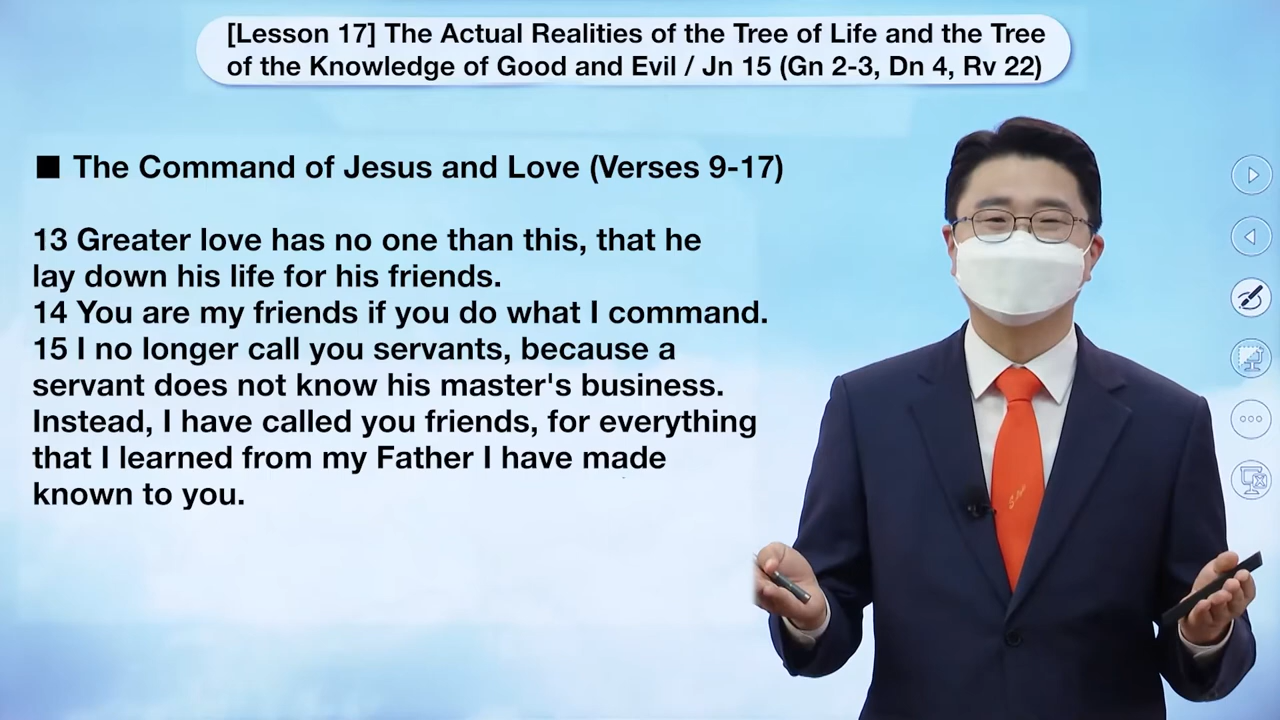 [Lesson 17] The Actual Realities of the Tree of Life and the Tree
of the Knowledge of Good and Evil / Jn 15 (Gn 2-3, Dn 4, Rv 22)
■ The Command of Jesus and Love (Verses 9-17)
13 Greater love has no one than this, that he
lay down his life for his friends.
14 You are my friends if you do what I command.
15 I no longer call you servants, because a
servant does not know his master's business.
Instead, I have called you friends, for everything
that I learned from my Father I have made
known to you.